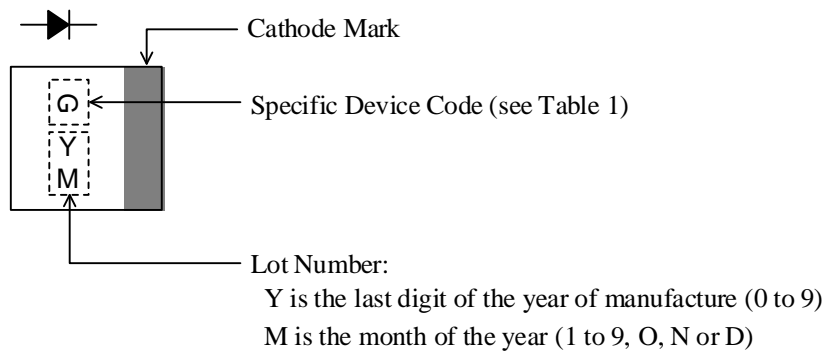 Cathode Mark
G
Specific Device Code (see Table 1)
Y
M
Lot Number:
Y is the last digit of the year of manufacture (0 to 9)
M is the month of the year (1 to 9, O, N or D)